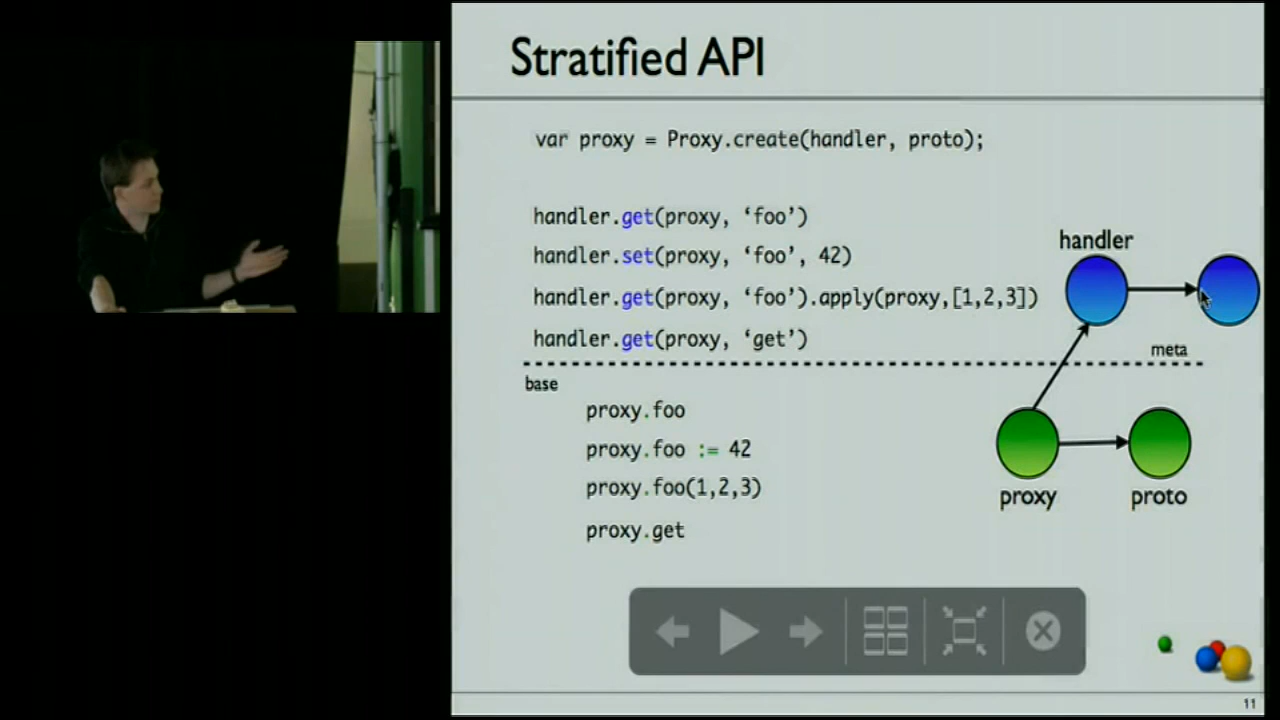 Stratified API
var proxy = Proxy.create(handler, proto);
handler.get(proxy, ‘foo’)
handler.set(proxy, ‘foo’, 42)
handler.get(proxy, ‘foo’).apply(proxy,[1,2,3])
handler.get(proxy, ‘get’)
handler
meta
base
proxy.foo
proxy.foo := 42
proxy.foo(1,2,3)
proxy.get
proxy
proto
11